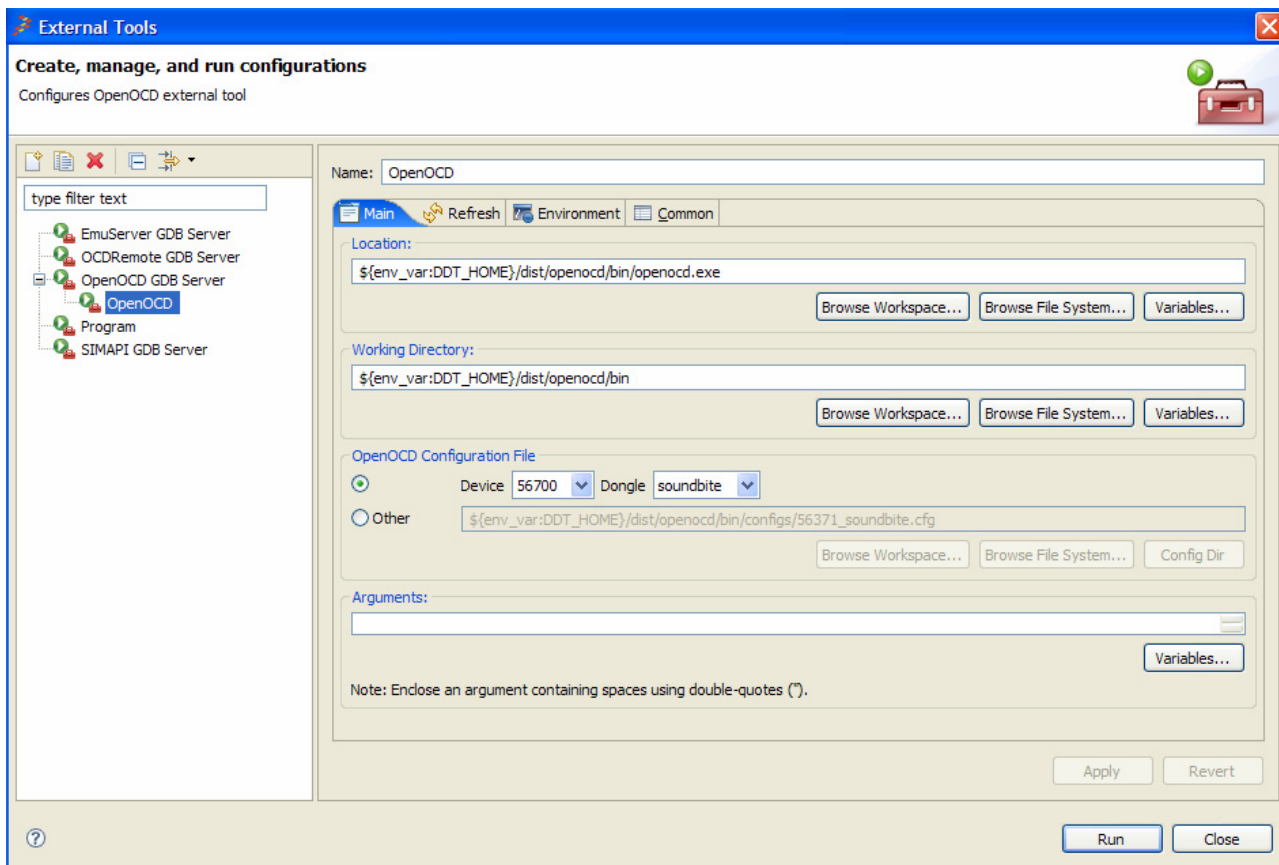 External Tools
Create, manage, and run configurations
Configures OpenOCD external tool
type filter text
EmuServer GDB Server
OCDRemote GDB Server
OpenOCD GDB Server
OpenOCD
Program
SIMAPI GDB Server
Name: OpenOCD
Main Refresh Environment Common
Location:
${env_var:DDT_HOME}/dist/openocd/bin/openocd.exe
Browse Workspace... Browse File System... Variables...
Working Directory:
${env_var:DDT_HOME}/dist/openocd/bin
Browse Workspace... Browse File System... Variables...
OpenOCD Configuration File
Device 56700 Dongle soundbite
Other ${env_var:DDT_HOME}/dist/openocd/bin/configs/56371_soundbite.cfg
Browse Workspace... Browse File System... Config Dir
Arguments:
Variables...
Note: Enclose an argument containing spaces using double-quotes (").
Apply Revert
Run Close